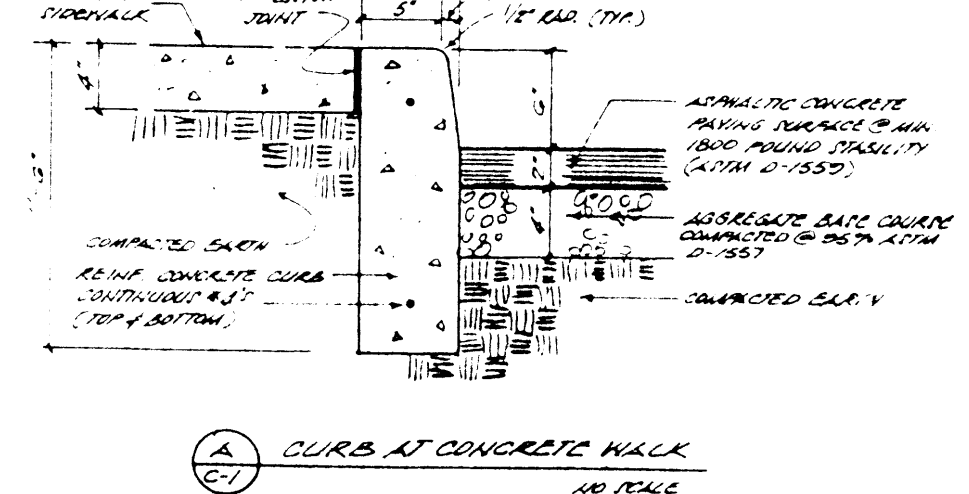 SIDEWALK
JOINT
5"
1/2" RAD. (TYP.)
4"
6"
2"
4"
ASPHALTIC CONCRETE
PAVING SURFACE @ MIN
1800 POUND STABILITY
(ASTM D-1559)
AGGREGATE BASE COURSE
COMPACTED @ 95% ASTM
D-1557
COMPACTED EARTH
COMPACTED EARTH
REINF. CONCRETE CURB
CONTINUOUS #3'S
(TOP & BOTTOM)
A
C-1
CURB AT CONCRETE WALK
NO SCALE